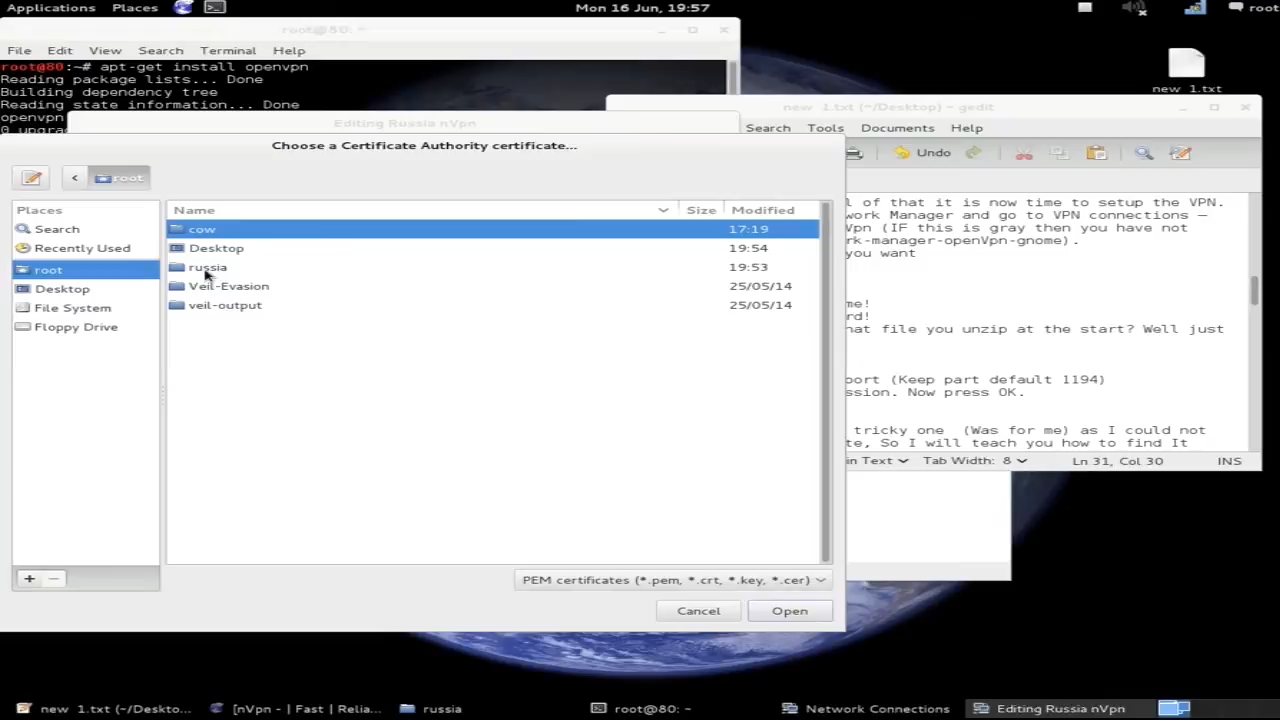 Applications Places Mon 16 Jun, 19:57 root
root@80: ~
File Edit View Search Terminal Help
root@80:~# apt-get install openvpn
Reading package lists... Done
Building dependency tree
Reading state information... Done
openvpn
0 upgra
new 1.txt
new 1.txt (~/Desktop) - gedit
Search Tools Documents Help
Undo
Editing Russia nVpn
Choose a Certificate Authority certificate...
root
Places
Search
Recently Used
root
Desktop
File System
Floppy Drive
Name Size Modified
cow 17:19
Desktop 19:54
russia 19:53
Veil-Evasion 25/05/14
veil-output 25/05/14
PEM certificates (*.pem, *.crt, *.key, *.cer)
Cancel Open
l of that it is now time to setup the VPN.
work Manager and go to VPN connections –
Vpn (IF this is gray then you have not
rk-manager-openVpn-gnome).
you want
me!
rd!
hat file you unzip at the start? Well just
port (Keep part default 1194)
ssion. Now press OK.
tricky one (Was for me) as I could not
te, So I will teach you how to find It
in Text Tab Width: 8 Ln 31, Col 30 INS
new 1.txt (~/Deskto... [nVpn - | Fast | Relia... russia root@80: ~ Network Connections Editing Russia nVpn